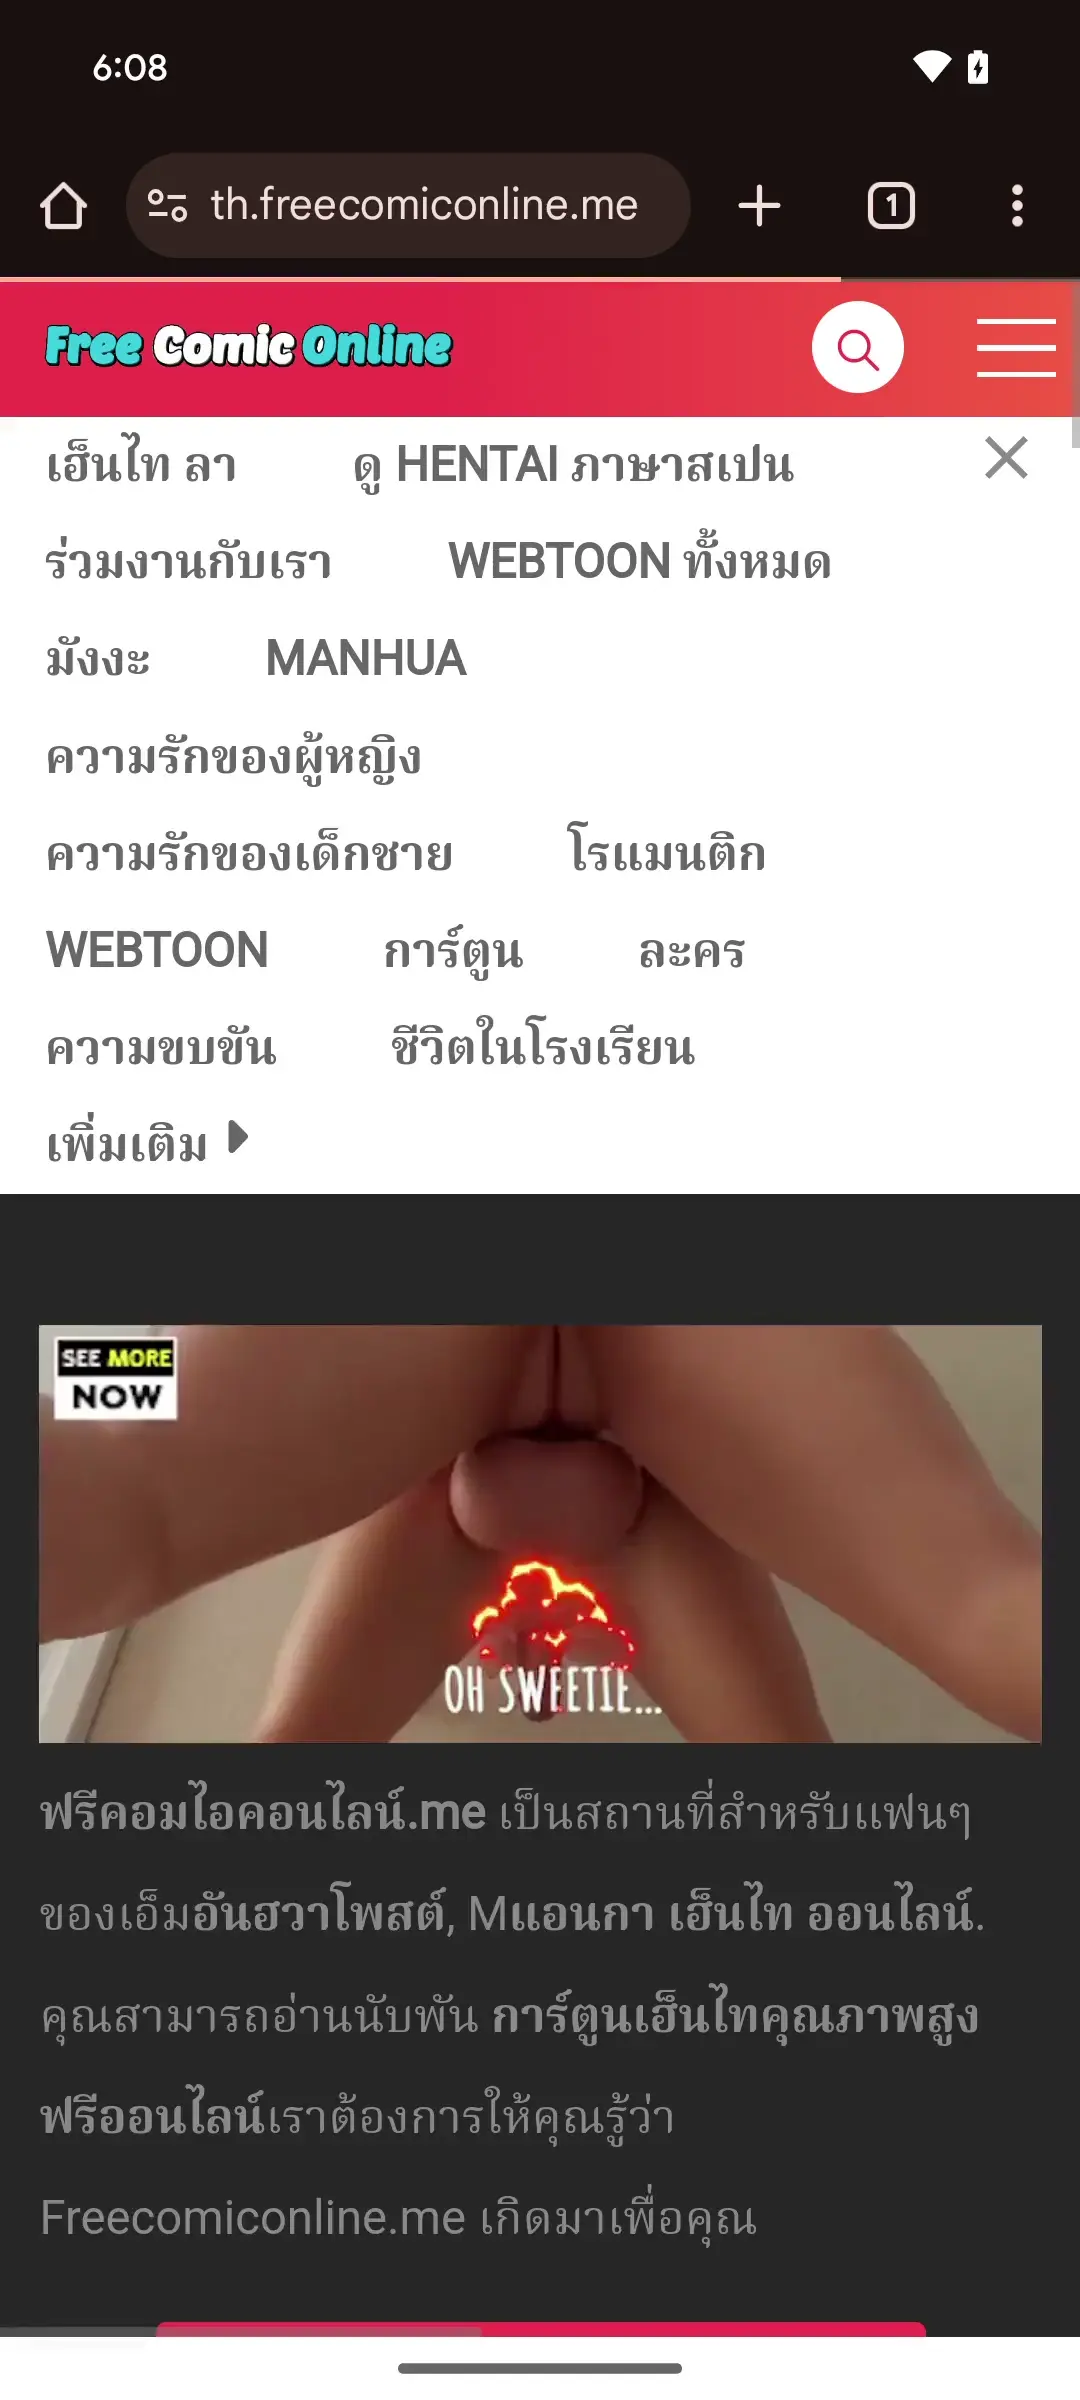 6:08
th.freecomiconline.me
1
Free Comic Online
เฮ็นไท ลา ดู HENTAI ภาษาสเปน
ร่วมงานกับเรา WEBTOON ทั้งหมด
มังงะ MANHUA
ความรักของผู้หญิง
ความรักของเด็กชาย โรแมนติก
WEBTOON การ์ตูน ละคร
ความขบขัน ชีวิตในโรงเรียน
เพิ่มเติม
SEE MORE
NOW
OH SWEETIE...
ฟรีคอมไอคอนไลน์.me เป็นสถานที่สำหรับแฟนๆ
ของเอ็มอันฮวาโพสต์, Mแอนกา เฮ็นไท ออนไลน์.
คุณสามารถอ่านนับพัน การ์ตูนเฮ็นไทคุณภาพสูง
ฟรีออนไลน์เราต้องการให้คุณรู้ว่า
Freecomiconline.me เกิดมาเพื่อคุณ